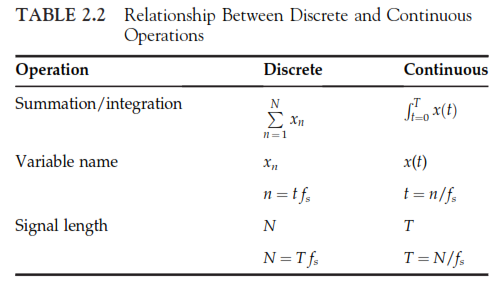 TABLE 2.2 Relationship Between Discrete and Continuous
Operations
Operation Discrete Continuous
Summation/integration $\sum_{n=1}^{N} x_n$ $\int_{t=0}^{T} x(t)$
Variable name $x_n$ $x(t)$
$n = t f_s$ $t = n/f_s$
Signal length $N$ $T$
$N = T f_s$ $T = N/f_s$